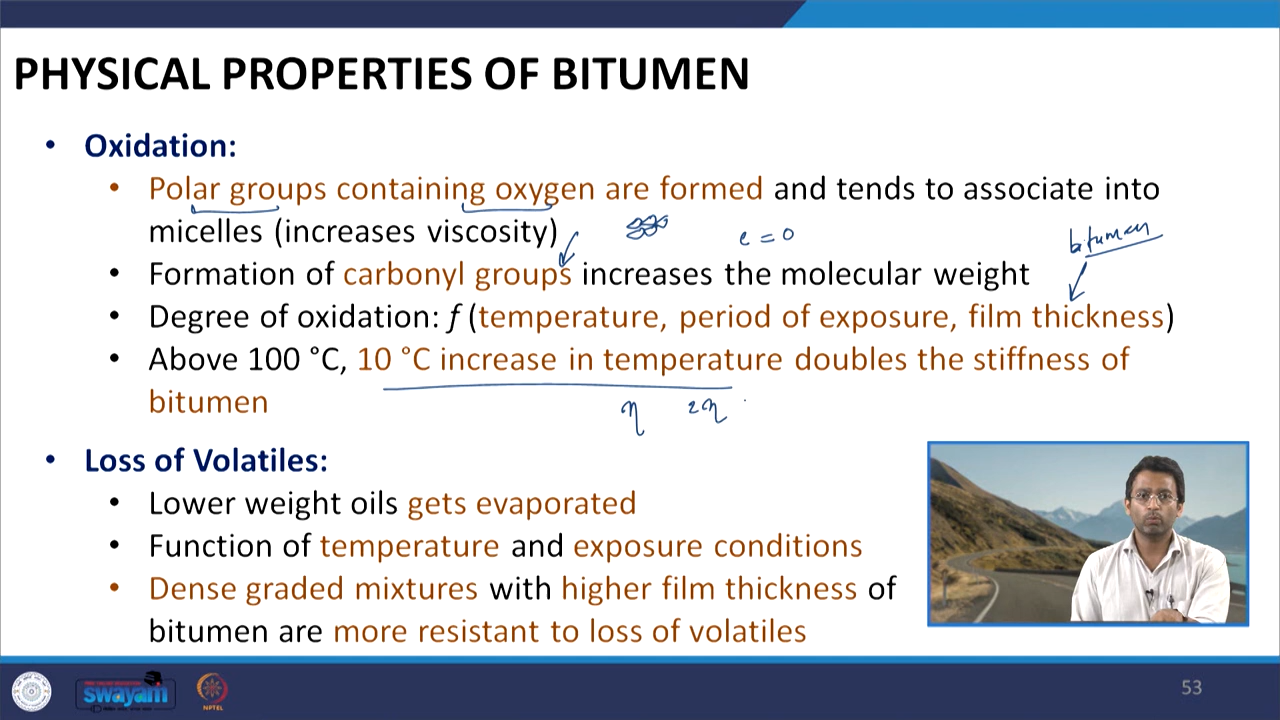 PHYSICAL PROPERTIES OF BITUMEN
• Oxidation:
• Polar groups containing oxygen are formed and tends to associate into
micelles (increases viscosity)
c = 0
bitumen
• Formation of carbonyl groups increases the molecular weight
• Degree of oxidation: f (temperature, period of exposure, film thickness)
• Above 100 °C, 10 °C increase in temperature doubles the stiffness of
bitumen
η 2η
• Loss of Volatiles:
• Lower weight oils gets evaporated
• Function of temperature and exposure conditions
• Dense graded mixtures with higher film thickness of
bitumen are more resistant to loss of volatiles
swayam
NPTEL
53